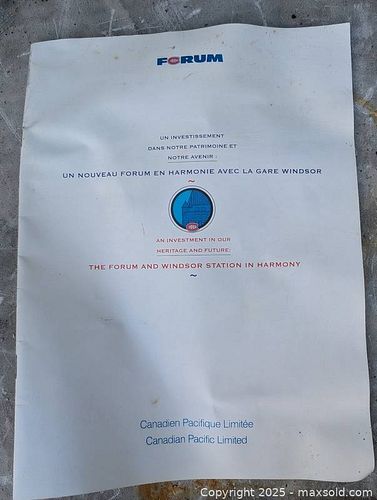 FORUM
UN INVESTISSEMENT
DANS NOTRE PATRIMOINE ET
NOTRE AVENIR :
UN NOUVEAU FORUM EN HARMONIE AVEC LA GARE WINDSOR
~
AN INVESTMENT IN OUR
HERITAGE AND FUTURE:
THE FORUM AND WINDSOR STATION IN HARMONY
~
Canadien Pacifique Limitée
Canadian Pacific Limited
Copyright © 2025 - maxsold.com